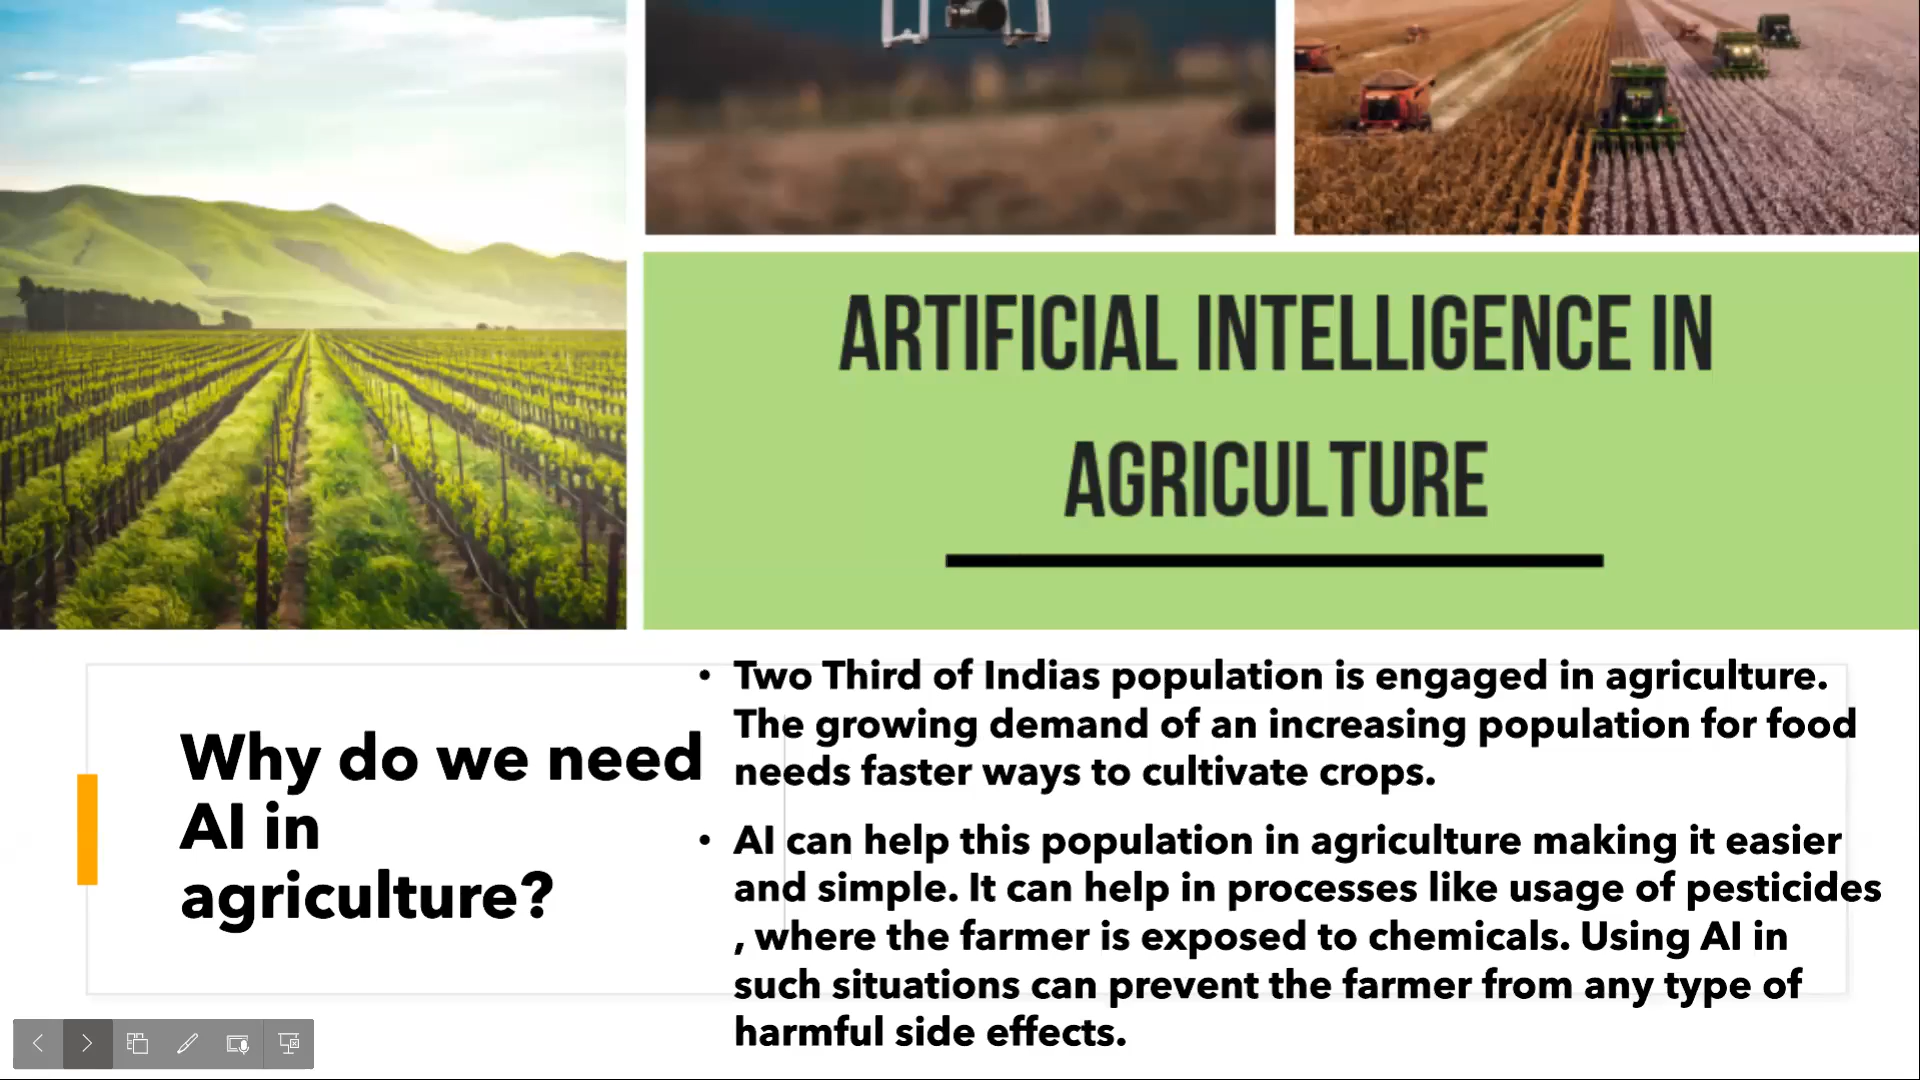 ARTIFICIAL INTELLIGENCE IN
AGRICULTURE
Why do we need
AI in
agriculture?
• Two Third of Indias population is engaged in agriculture.
The growing demand of an increasing population for food
needs faster ways to cultivate crops.
• AI can help this population in agriculture making it easier
and simple. It can help in processes like usage of pesticides
, where the farmer is exposed to chemicals. Using AI in
such situations can prevent the farmer from any type of
harmful side effects.